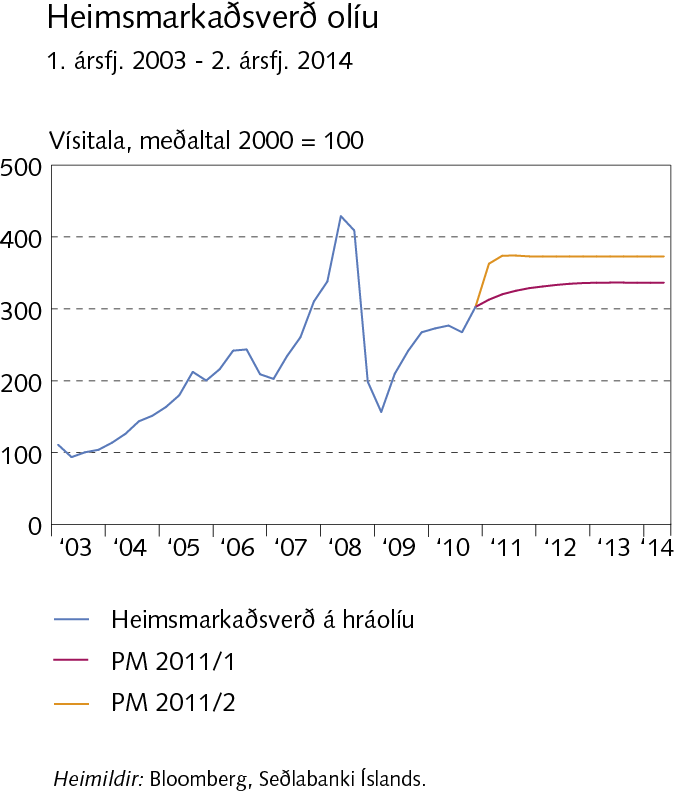 Heimsmarkaðsverð olíu
1. ársfj. 2003 - 2. ársfj. 2014
Vísitala, meðaltal 2000 = 100
500
400
300
200
100
0
‘03 ‘04 ‘05 ‘06 ‘07 ‘08 ‘09 ‘10 ‘11 ‘12 ‘13 ‘14
Heimsmarkaðsverð á hráolíu
PM 2011/1
PM 2011/2
Heimildir: Bloomberg, Seðlabanki Íslands.